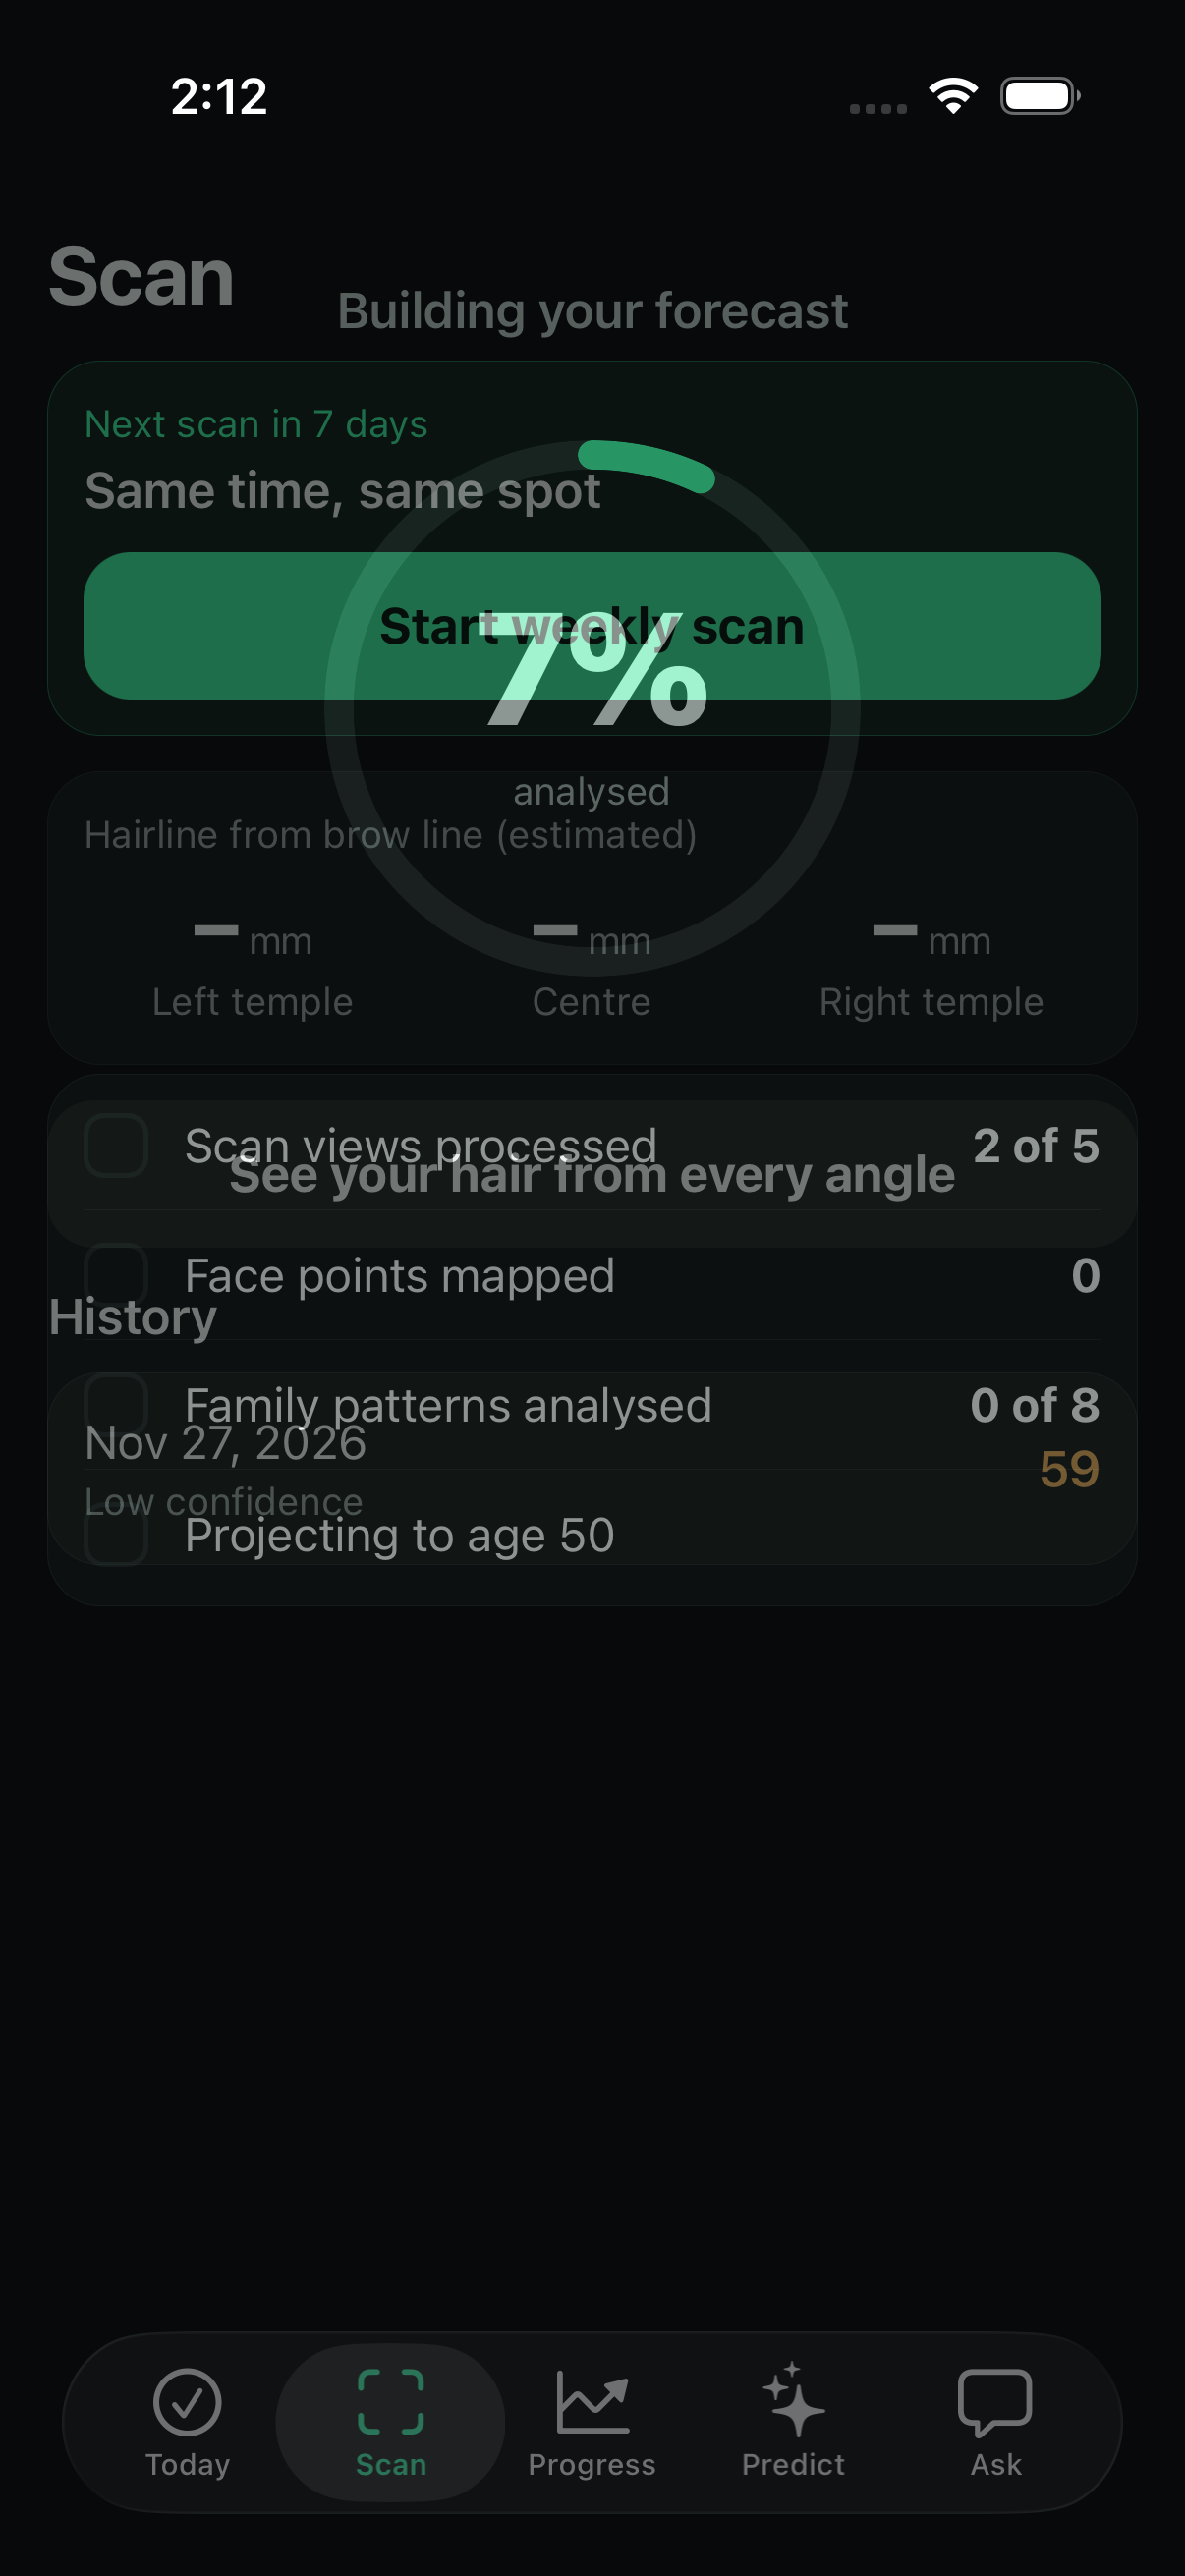 2:12
Scan
Building your forecast
Next scan in 7 days
Same time, same spot
Start weekly scan
7%
analysed
Hairline from brow line (estimated)
– mm
– mm
– mm
Left temple
Centre
Right temple
Scan views processed 2 of 5
See your hair from every angle
Face points mapped 0
History
Family patterns analysed 0 of 8
Nov 27, 2026
59
Low confidence
Projecting to age 50
Today
Scan
Progress
Predict
Ask